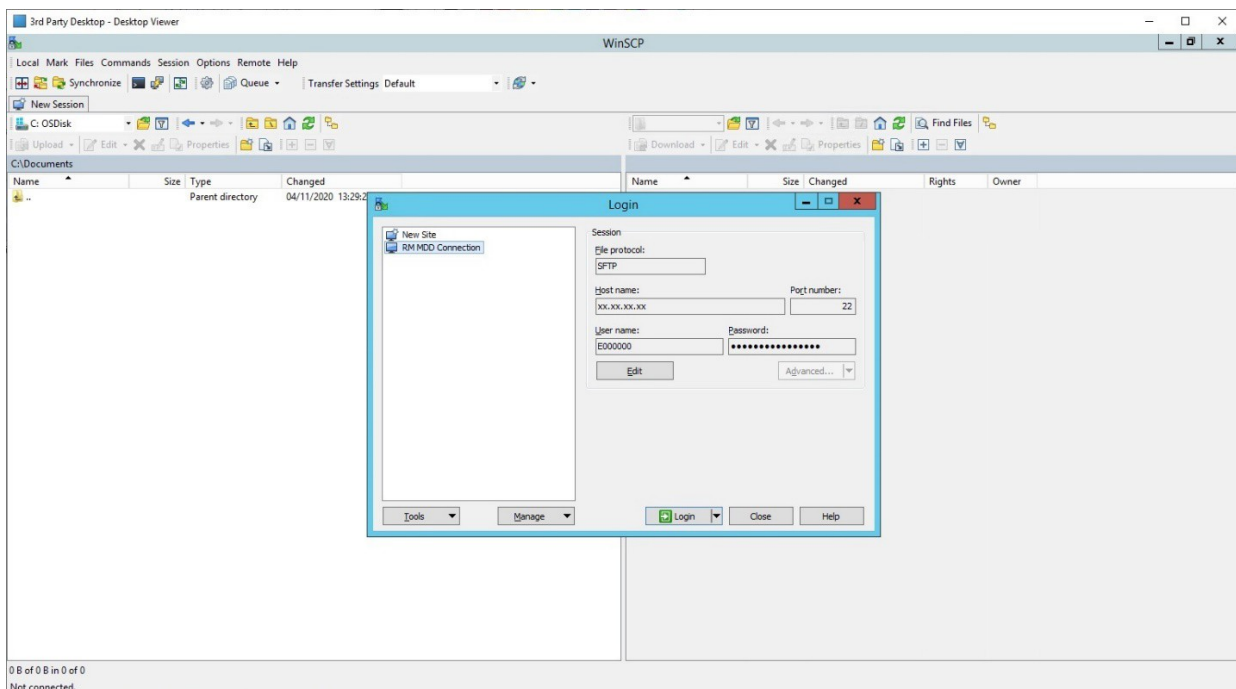 3rd Party Desktop - Desktop Viewer
WinSCP
Local Mark Files Commands Session Options Remote Help
Synchronize Queue Transfer Settings Default
New Session
C: OSDisk Find Files
Upload Edit Properties Download Edit Properties
C:\Documents
Name Size Type Changed Name Size Changed Rights Owner
.. Parent directory 04/11/2020 13:29:2
Login
New Site
RM MDD Connection
Session
File protocol:
SFTP
Host name: Port number:
xx.xx.xx.xx 22
User name: Password:
E000000 ••••••••••••••••
Edit Advanced...
Tools Manage Login Close Help
0 B of 0 B in 0 of 0
Not connected.